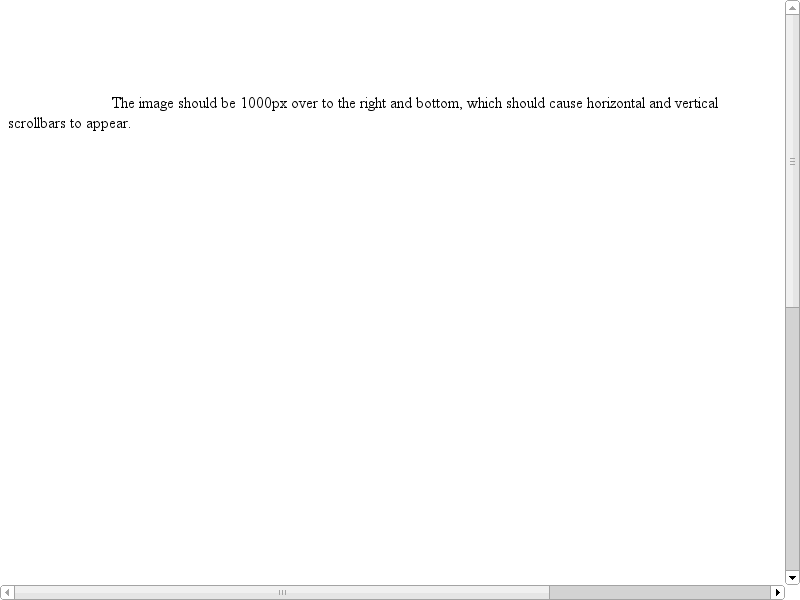 The image should be 1000px over to the right and bottom, which should cause horizontal and vertical
scrollbars to appear.